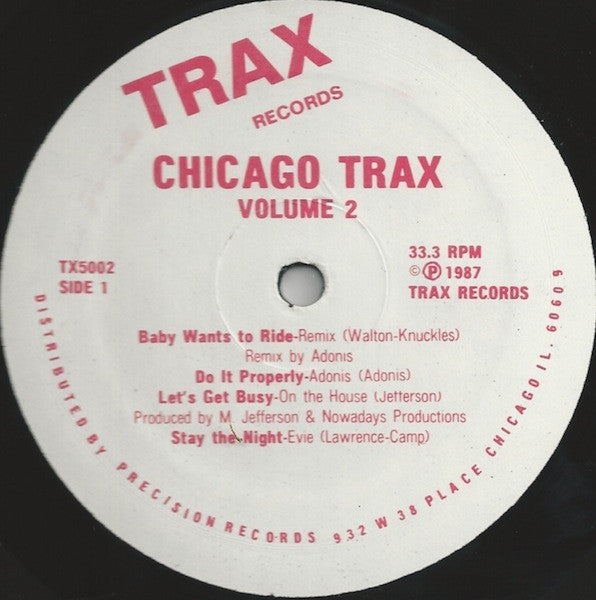 TRAX
RECORDS
CHICAGO TRAX
VOLUME 2
TX5002
SIDE 1
33.3 RPM
©℗1987
TRAX RECORDS
Baby Wants to Ride-Remix (Walton-Knuckles)
Remix by Adonis
Do It Properly-Adonis (Adonis)
Let's Get Busy-On the House (Jefferson)
Produced by M. Jefferson & Nowadays Productions
Stay the Night-Evie (Lawrence-Camp)
DISTRIBUTED BY PRECISION RECORDS 932 W 38 PLACE CHICAGO IL. 60609